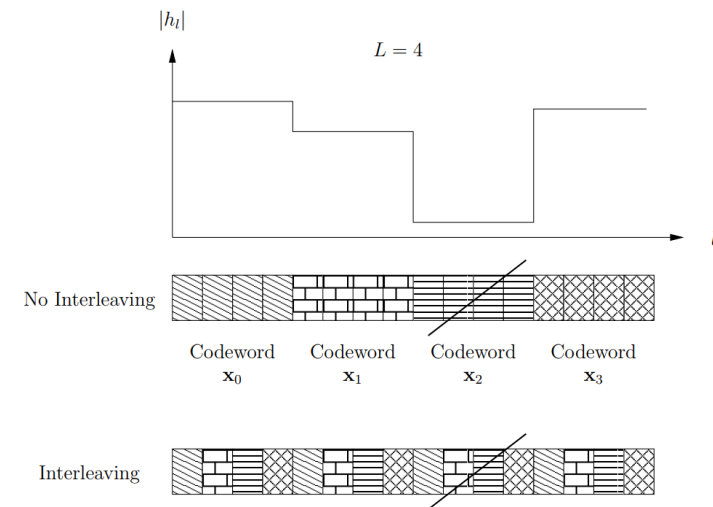 |h_l|
L = 4
No Interleaving
Codeword Codeword Codeword Codeword
x_0 x_1 x_2 x_3
Interleaving